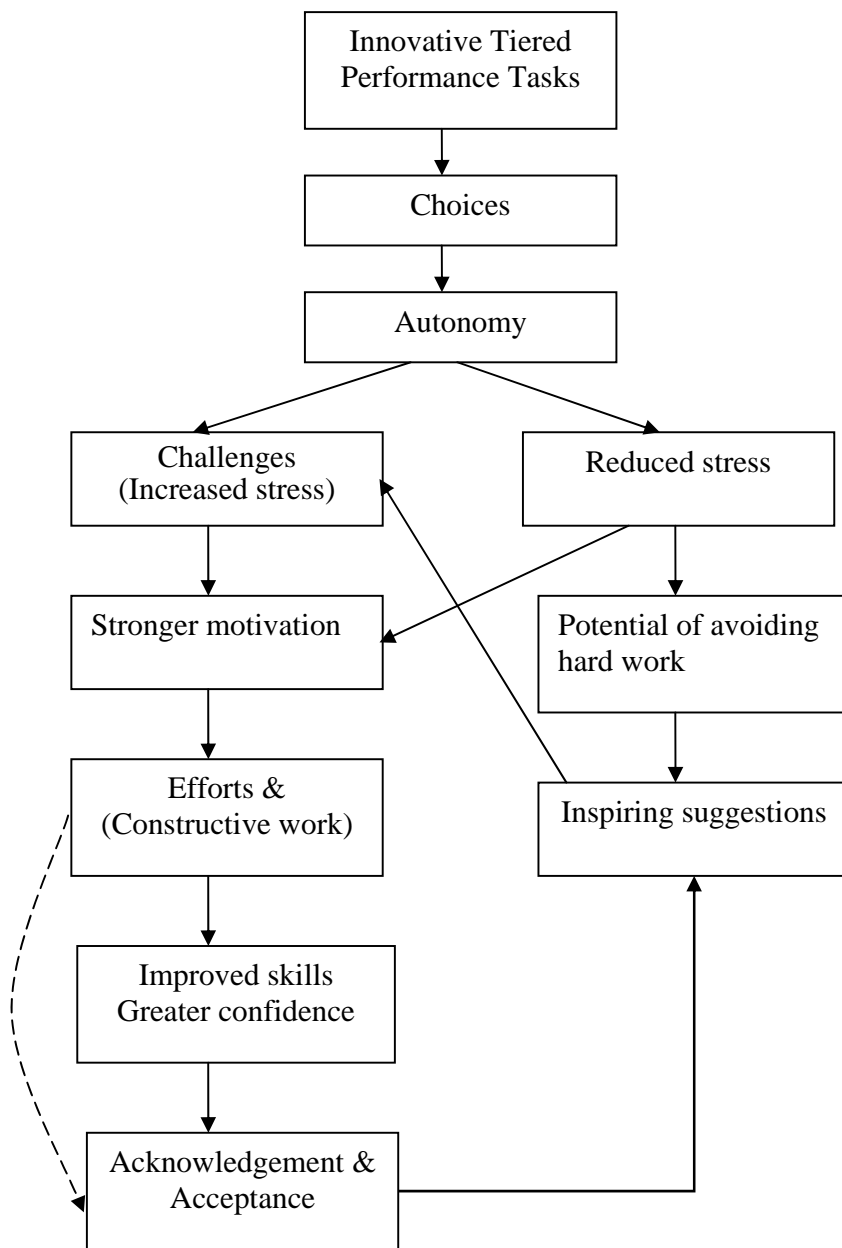 Innovative Tiered
Performance Tasks
Choices
Autonomy
Challenges
(Increased stress)
Reduced stress
Stronger motivation
Potential of avoiding
hard work
Efforts &
(Constructive work)
Inspiring suggestions
Improved skills
Greater confidence
Acknowledgement &
Acceptance